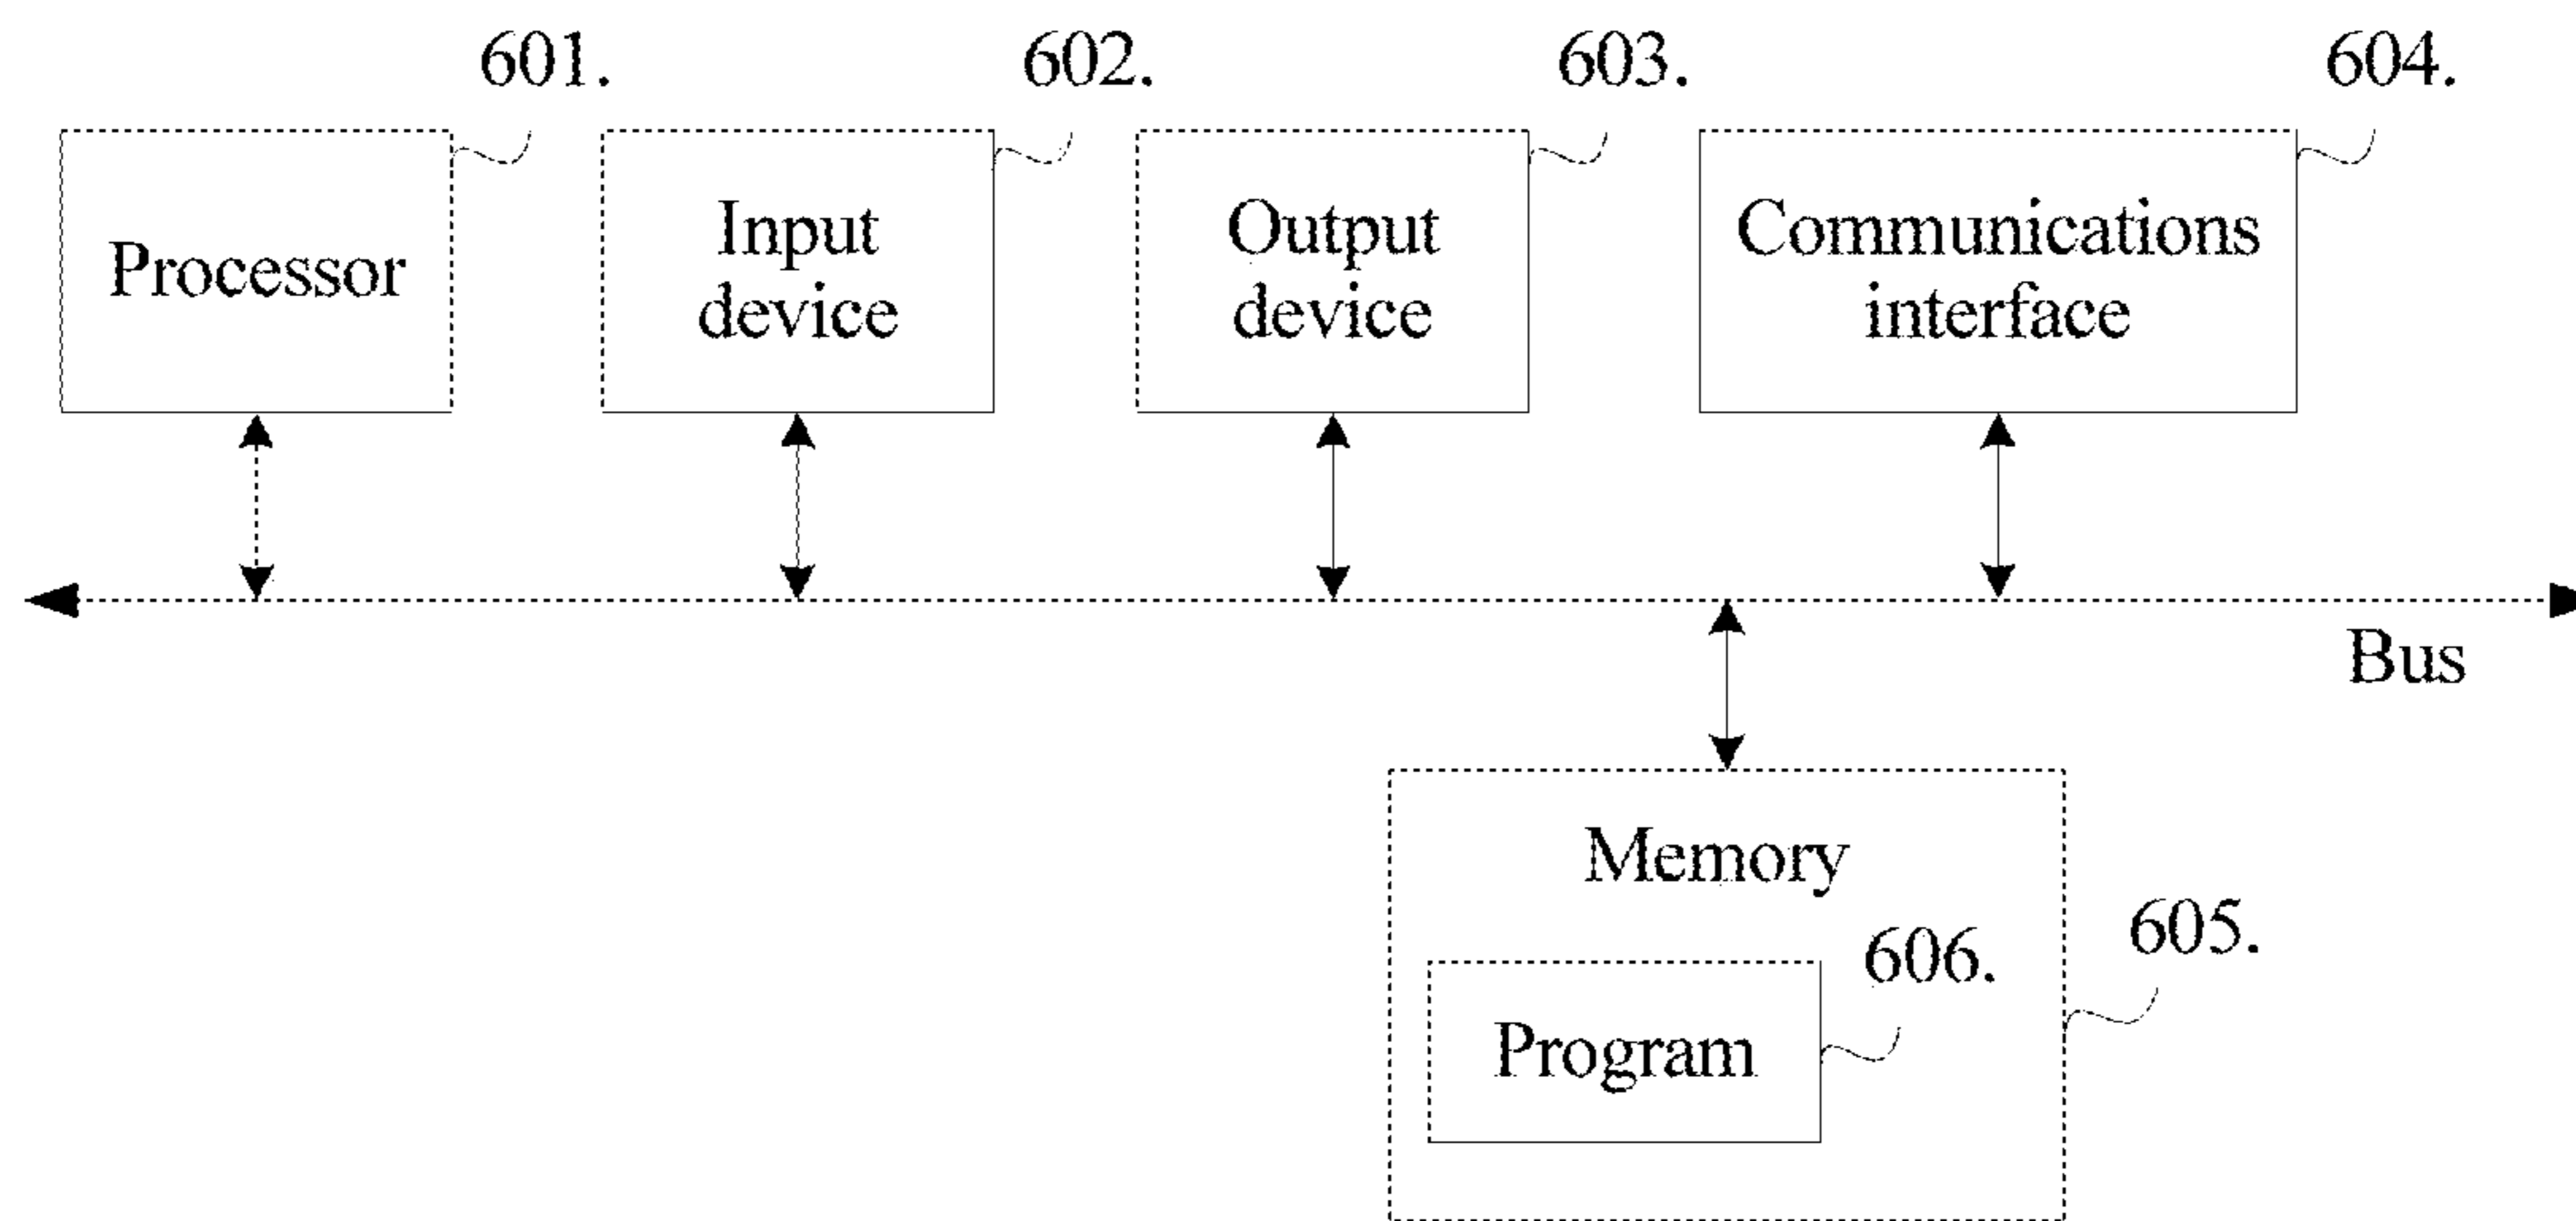 601.
602.
603.
604.
Processor
Input
device
Output
device
Communications
interface
Bus
Memory
605.
606.
Program